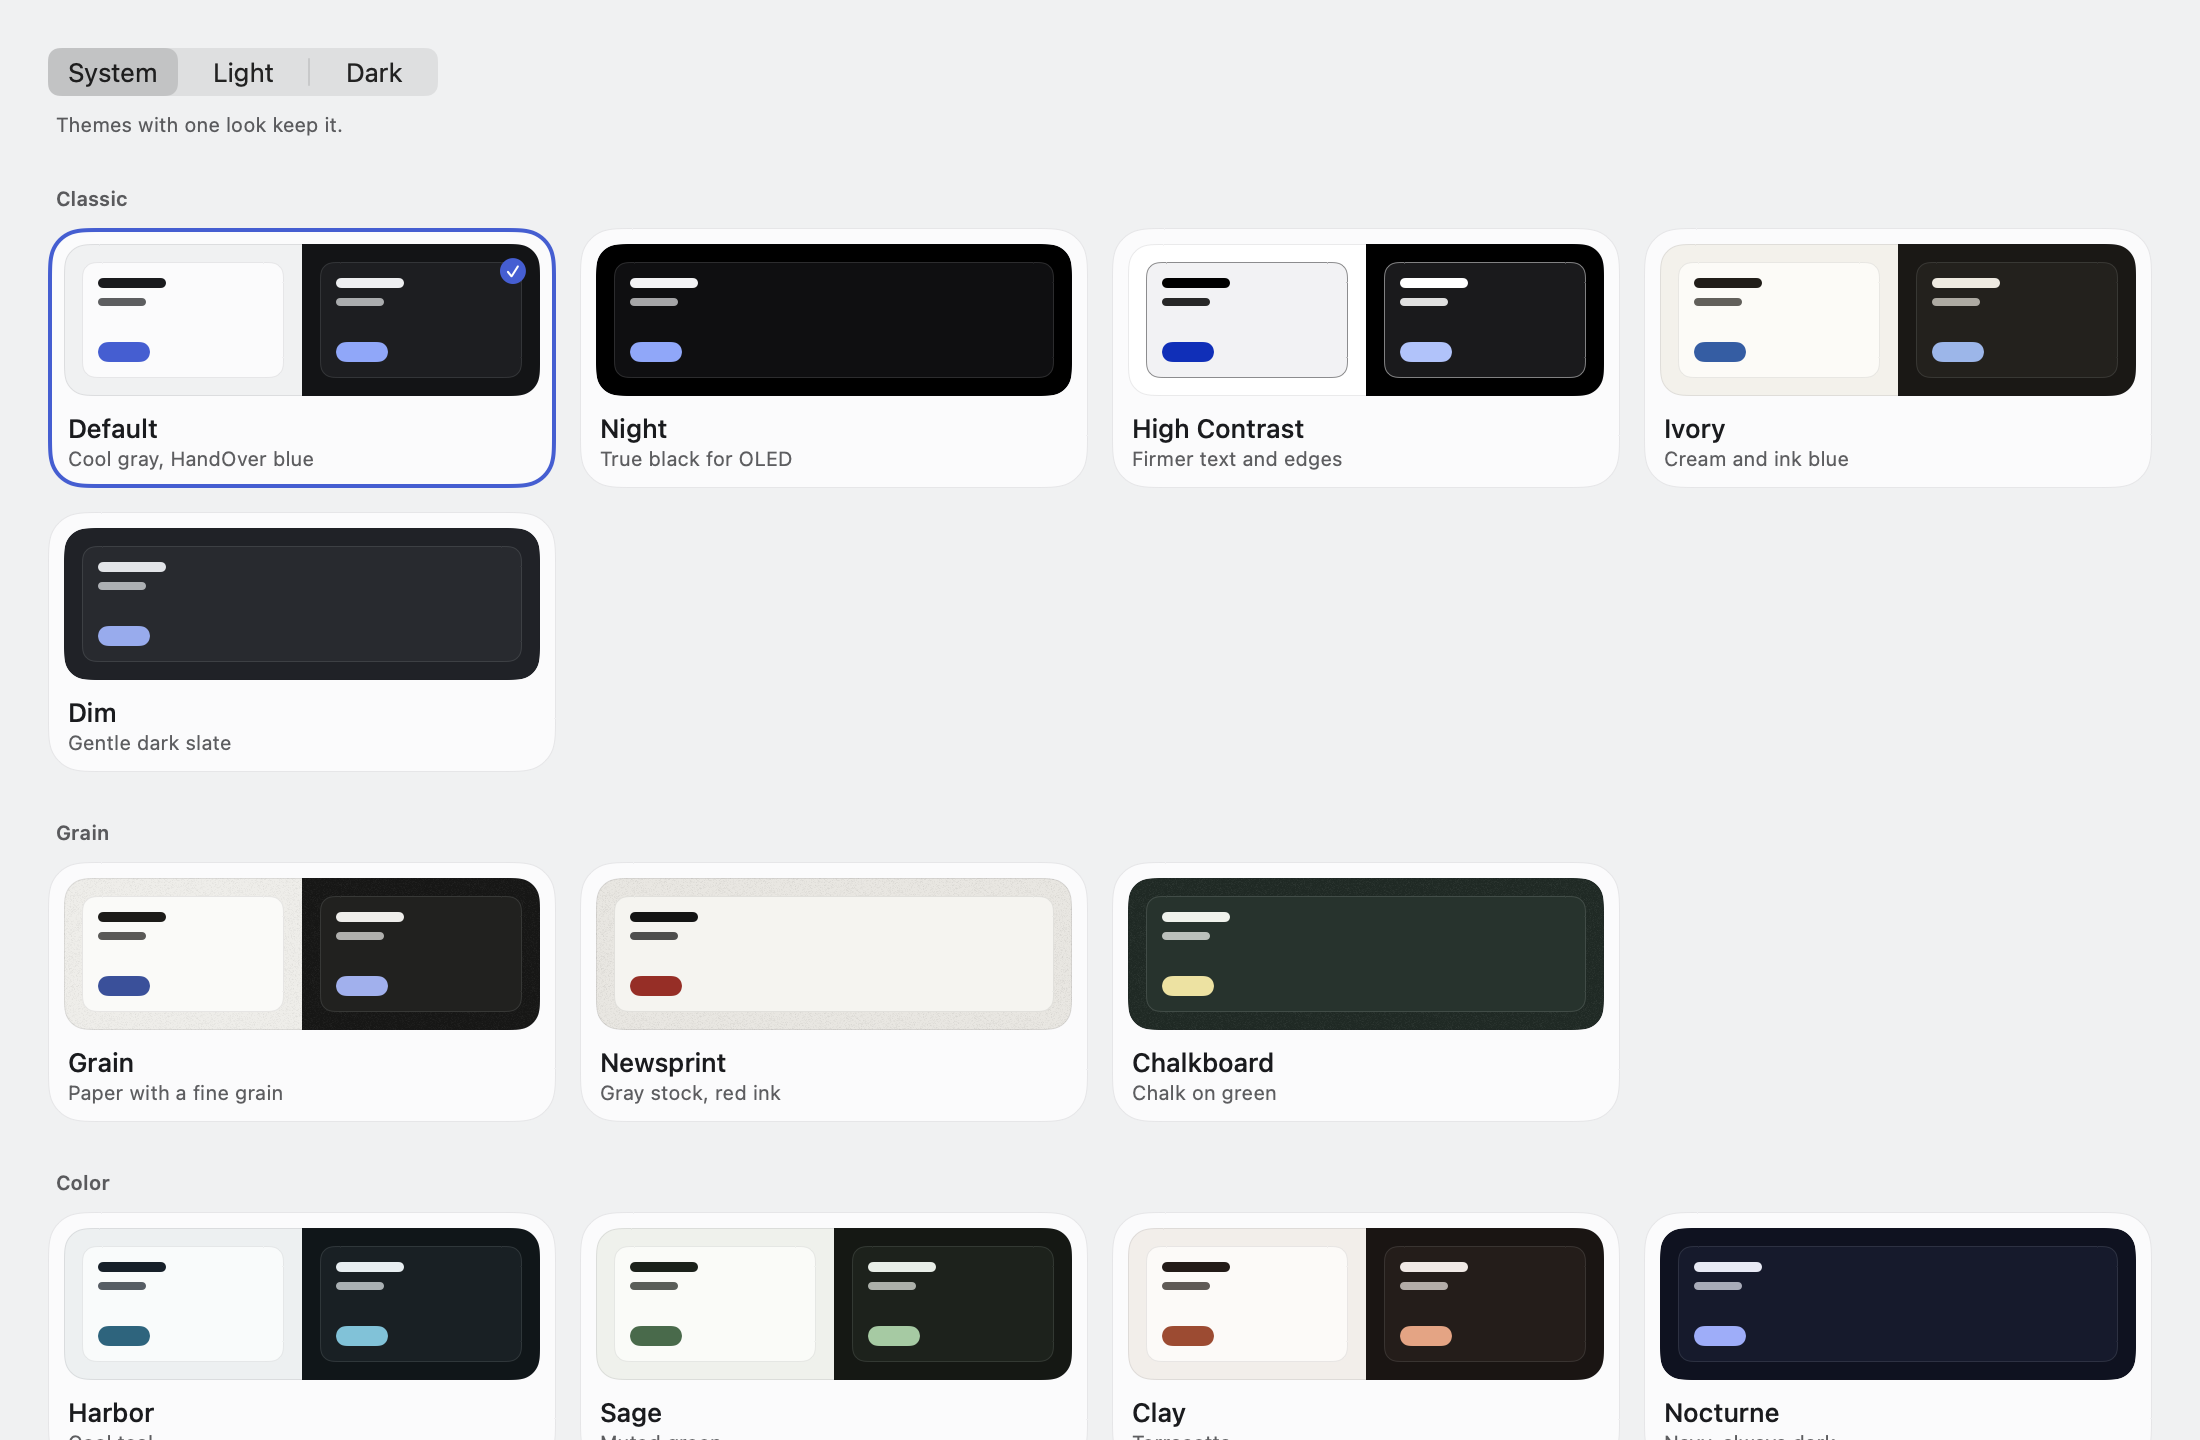 System Light Dark
Themes with one look keep it.
Classic
Default
Cool gray, HandOver blue
Night
True black for OLED
High Contrast
Firmer text and edges
Ivory
Cream and ink blue
Dim
Gentle dark slate
Grain
Grain
Paper with a fine grain
Newsprint
Gray stock, red ink
Chalkboard
Chalk on green
Color
Harbor
Sage
Clay
Nocturne